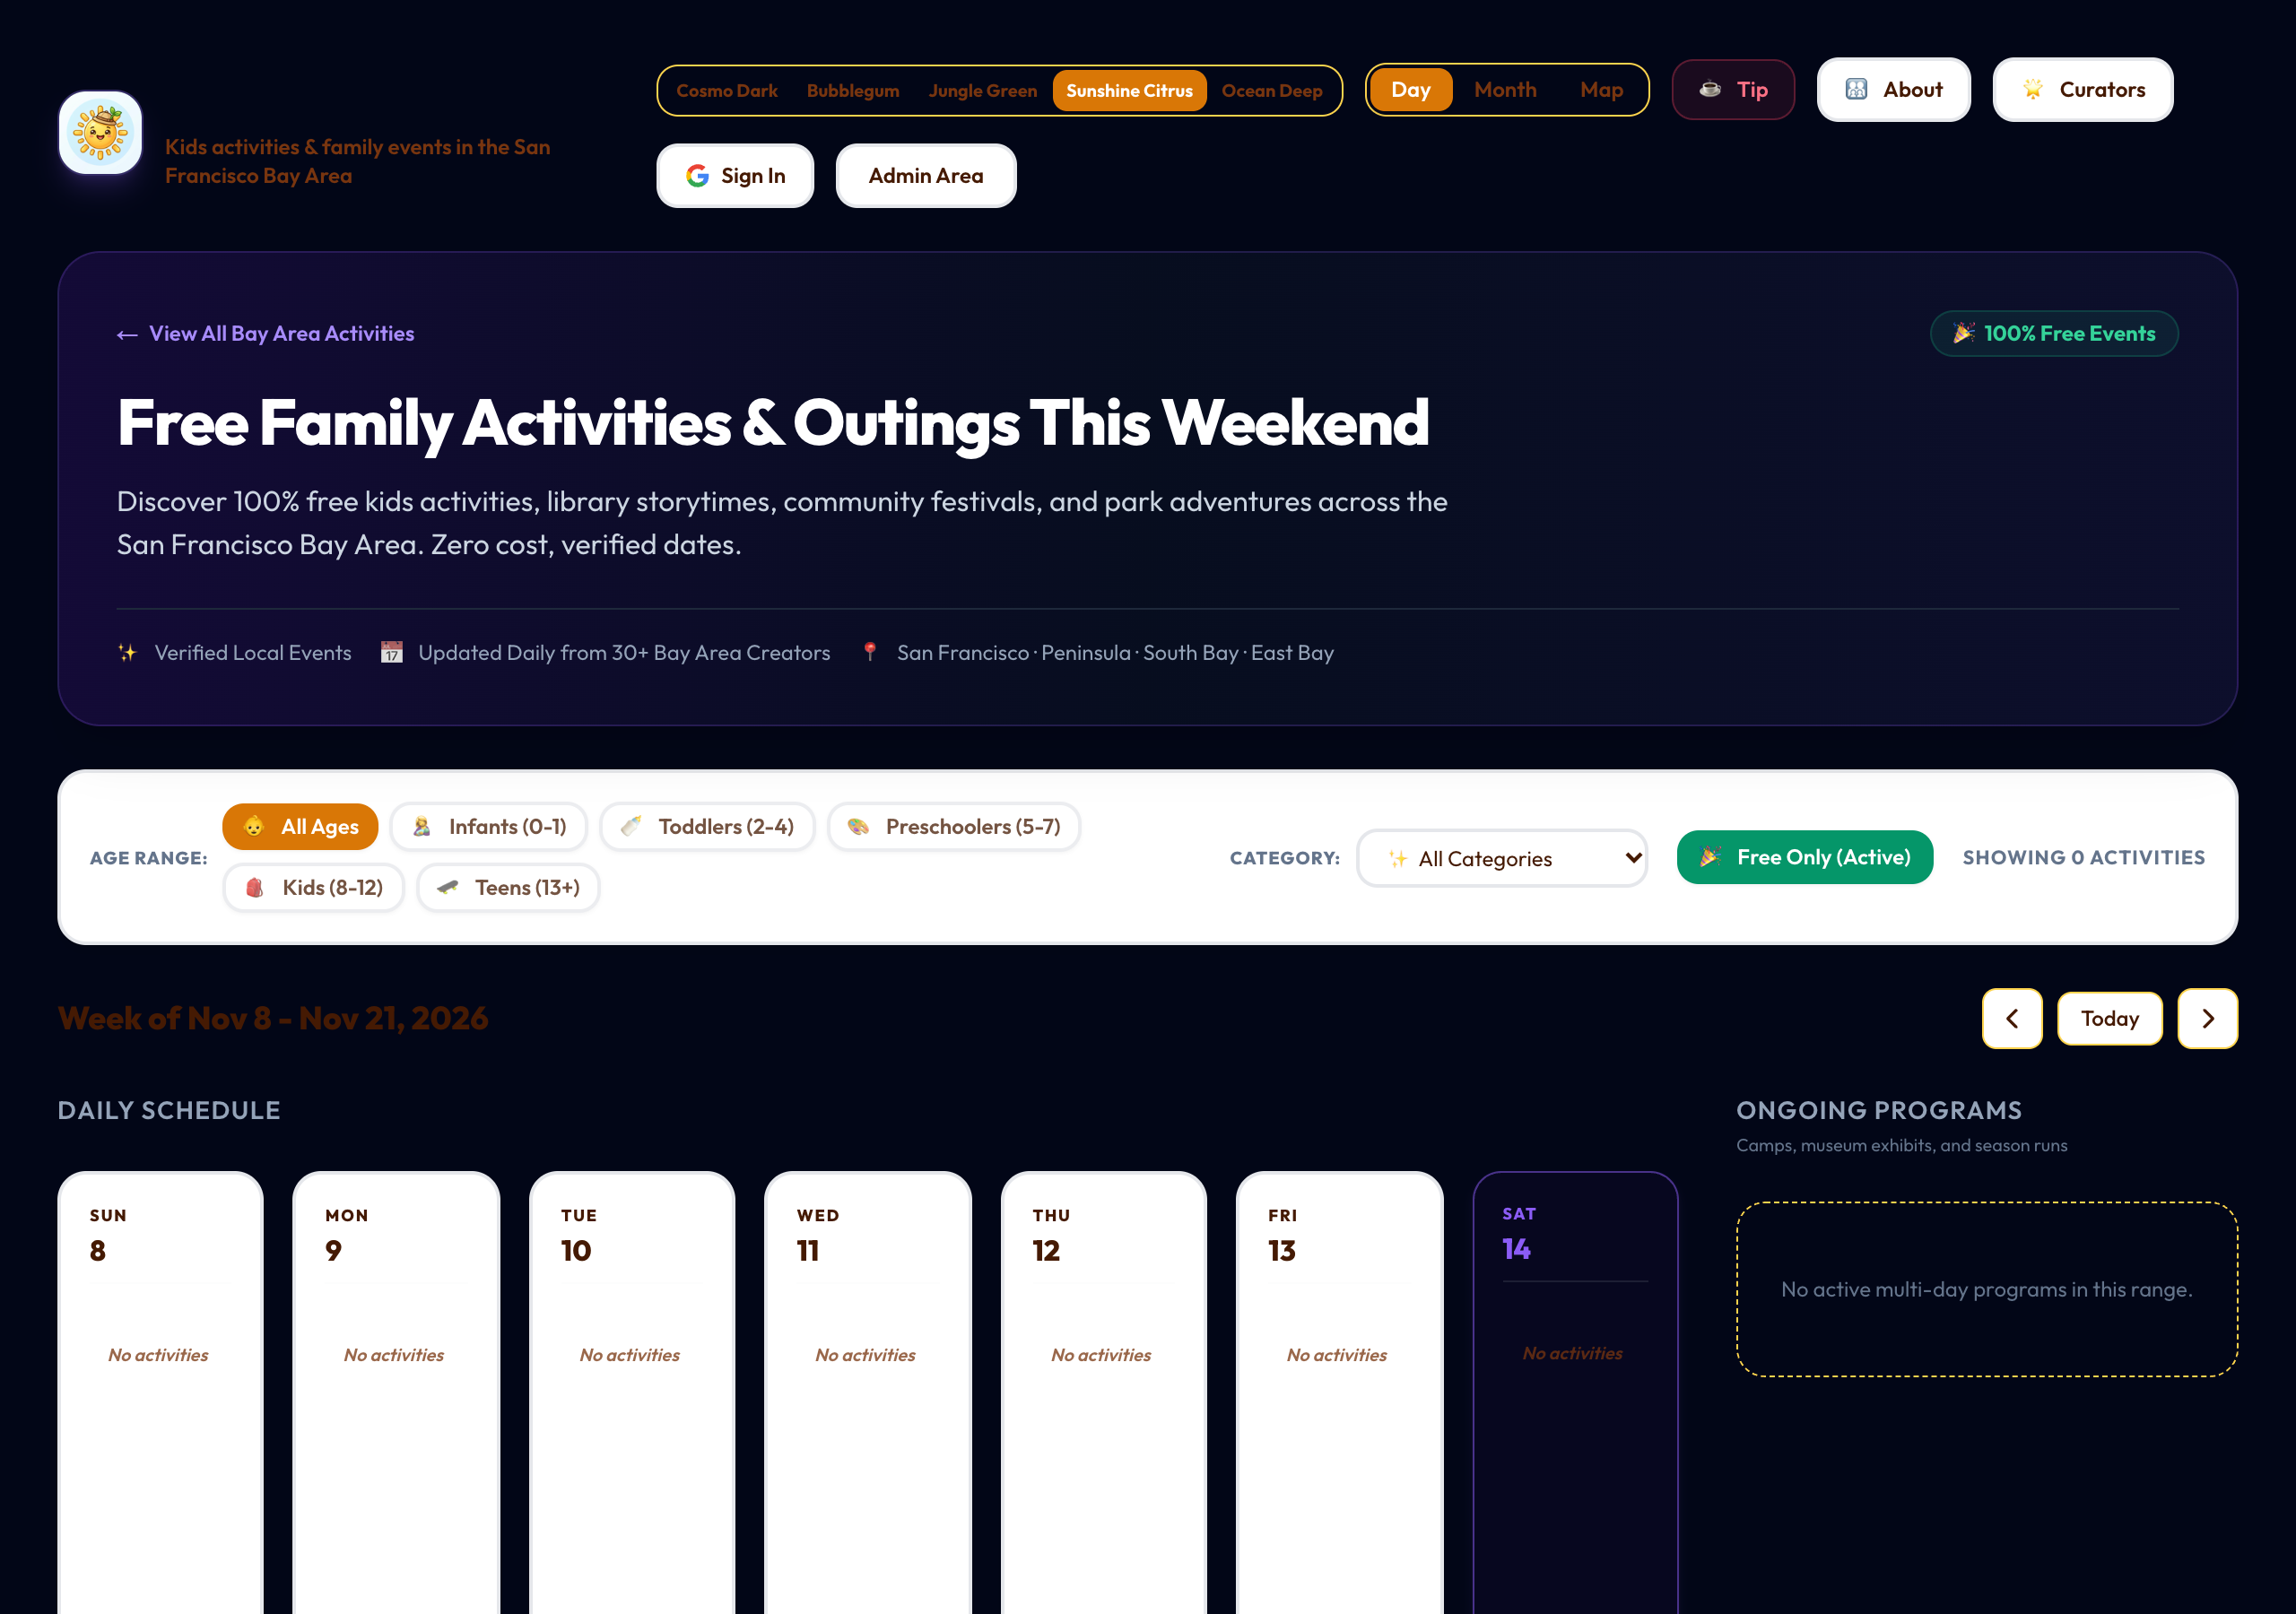 Cosmo Dark Bubblegum Jungle Green Sunshine Citrus Ocean Deep
Day Month Map
Tip
About
Curators
Kids activities & family events in the San
Francisco Bay Area
Sign In
Admin Area
← View All Bay Area Activities
100% Free Events
Free Family Activities & Outings This Weekend
Discover 100% free kids activities, library storytimes, community festivals, and park adventures across the
San Francisco Bay Area. Zero cost, verified dates.
Verified Local Events
Updated Daily from 30+ Bay Area Creators
San Francisco · Peninsula · South Bay · East Bay
AGE RANGE:
All Ages
Infants (0-1)
Toddlers (2-4)
Preschoolers (5-7)
Kids (8-12)
Teens (13+)
CATEGORY:
All Categories
Free Only (Active)
SHOWING 0 ACTIVITIES
Week of Nov 8 - Nov 21, 2026
Today
DAILY SCHEDULE
SUN
8
No activities
MON
9
No activities
TUE
10
No activities
WED
11
No activities
THU
12
No activities
FRI
13
No activities
SAT
14
No activities
ONGOING PROGRAMS
Camps, museum exhibits, and season runs
No active multi-day programs in this range.